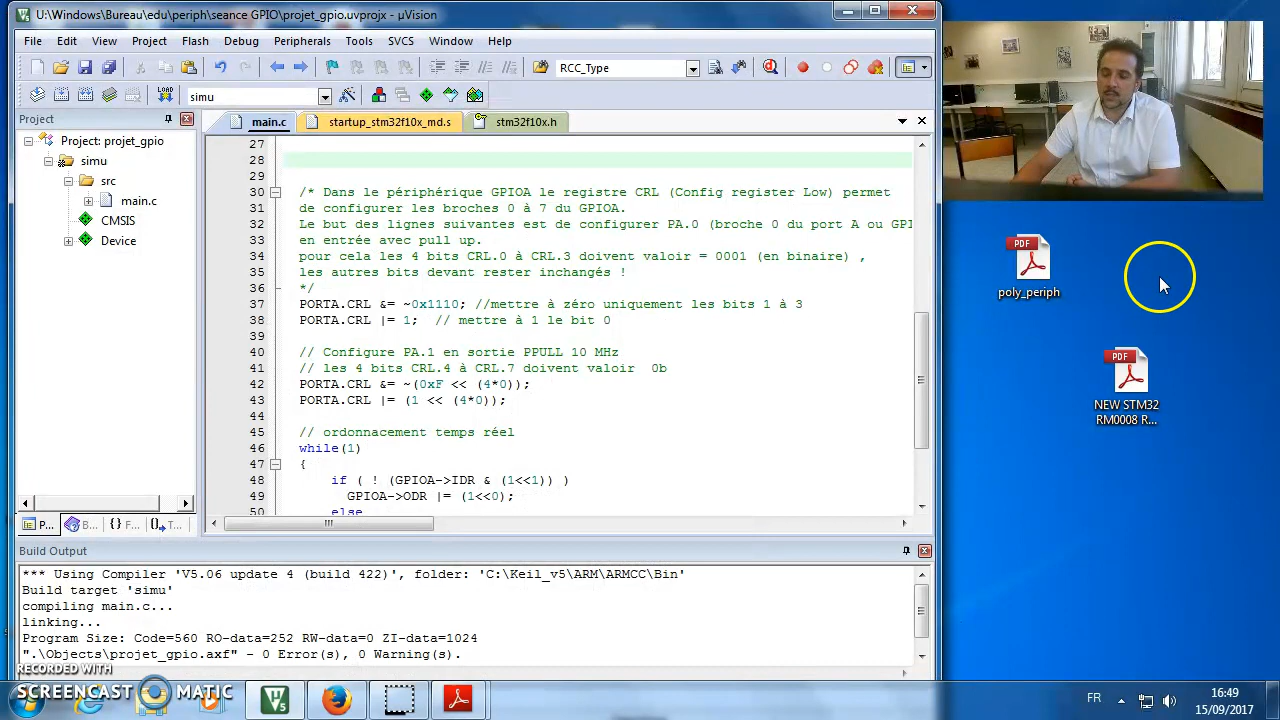 U:\Windows\Bureau\edu\periph\seance GPIO\projet_gpio.uvprojx - µVision
File Edit View Project Flash Debug Peripherals Tools Window Help
RCC_Type
LOAD
simu
Project
main.c startup_stm32f10x_md.s stm32f10x.h
Project: projet_gpio
simu
src
main.c
CMSIS
Device
27
28
29
30 /* Dans le périphérique GPIOA le registre CRL (Config register Low) permet
31 de configurer les broches 0 à 7 du GPIOA.
32 Le but des lignes suivantes est de configurer PA.0 (broche 0 du port A ou GPI
33 en entrée avec pull up.
34 pour cela les 4 bits CRL.0 à CRL.3 doivent valoir = 0001 (en binaire) ,
35 les autres bits devant rester inchangés !
36 */
37 PORTA.CRL &= ~0x1110; //mettre à zéro uniquement les bits 1 à 3
38 PORTA.CRL |= 1; // mettre à 1 le bit 0
39
40 // Configure PA.1 en sortie PPULL 10 MHz
41 // les 4 bits CRL.4 à CRL.7 doivent valoir 0b
42 PORTA.CRL &= ~(0xF << (4*0));
43 PORTA.CRL |= (1 << (4*0));
44
45 // ordonnacement temps réel
46 while(1)
47 {
48 if ( ! (GPIOA->IDR & (1<<1)) )
49 GPIOA->ODR |= (1<<0);
50 else
P... B... {} F... T...
Build Output
*** Using Compiler 'V5.06 update 4 (build 422)', folder: 'C:\Keil_v5\ARM\ARMCC\Bin'
Build target 'simu'
compiling main.c...
linking...
Program Size: Code=560 RO-data=252 RW-data=0 ZI-data=1024
".\Objects\projet_gpio.axf" - 0 Error(s), 0 Warning(s).
PDF
poly_periph
PDF
NEW STM32
RM0008 R...
RECORDED WITH
SCREENCAST MATIC
FR
16:49
15/09/2017